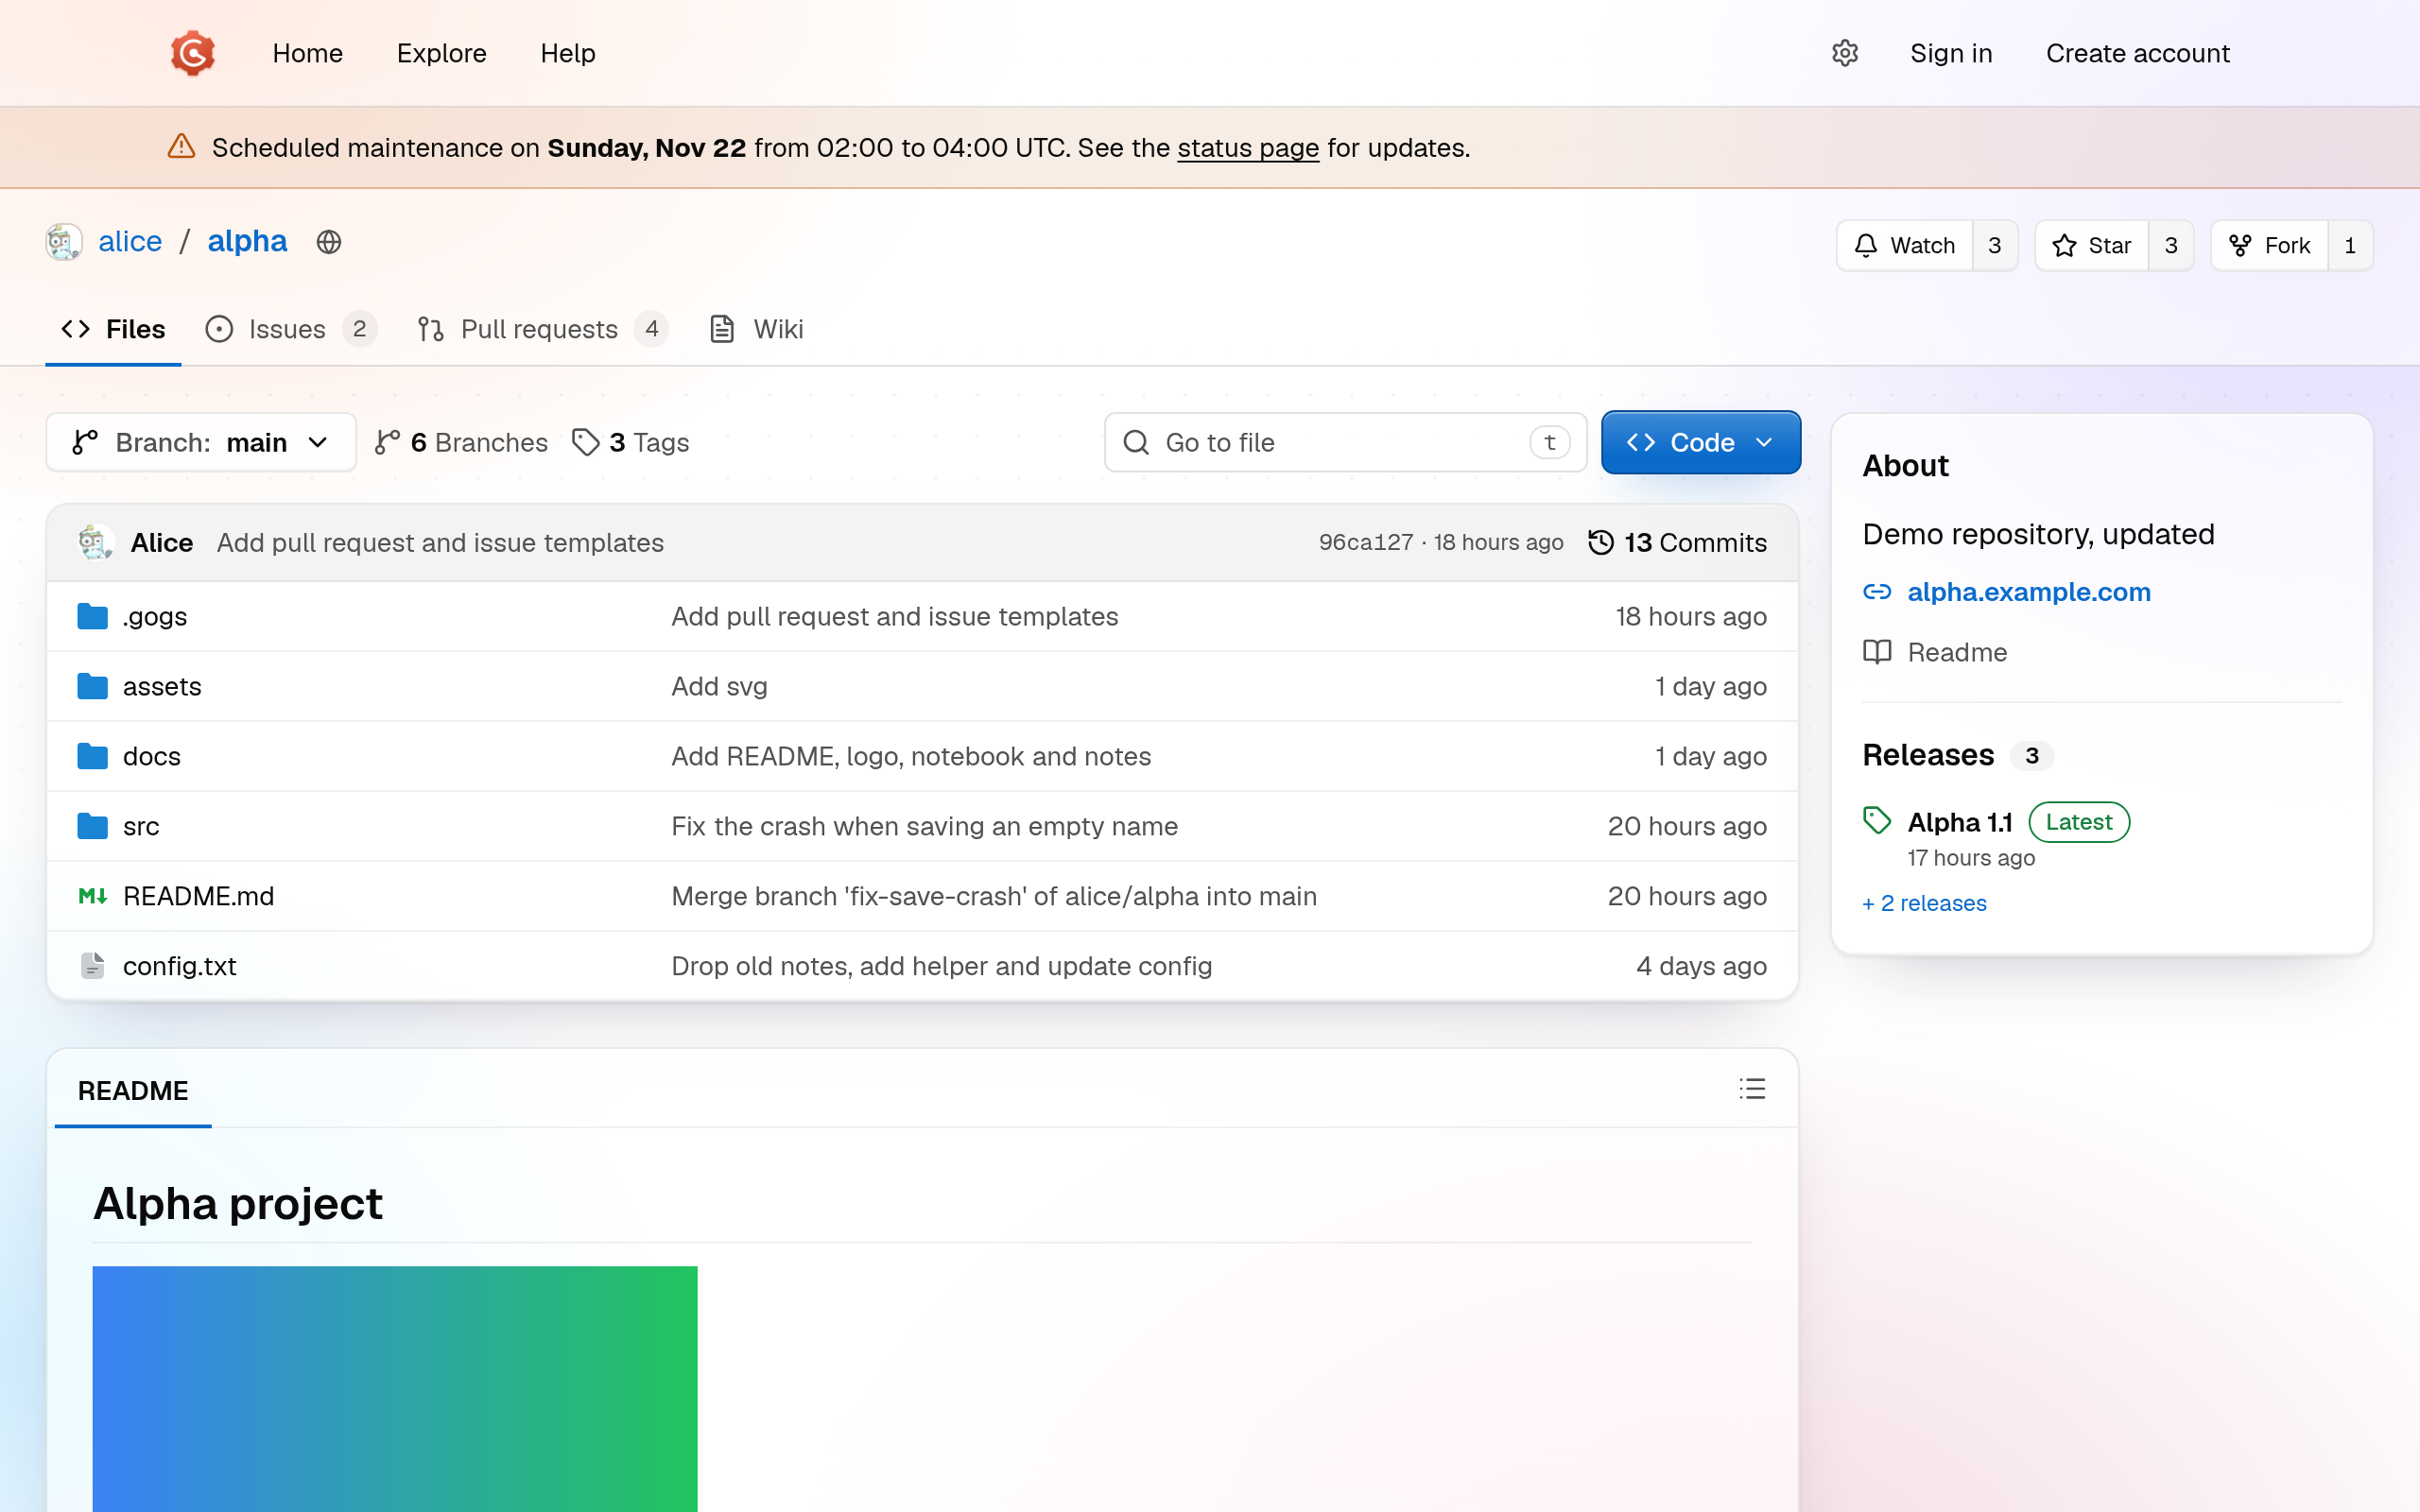 Home Explore Help Sign in Create account
Scheduled maintenance on Sunday, Nov 22 from 02:00 to 04:00 UTC. See the status page for updates.
alice / alpha Watch 3 Star 3 Fork 1
Files Issues 2 Pull requests 4 Wiki
Branch: main 6 Branches 3 Tags Go to file t Code
Alice Add pull request and issue templates 96ca127 · 18 hours ago 13 Commits
.gogs Add pull request and issue templates 18 hours ago
assets Add svg 1 day ago
docs Add README, logo, notebook and notes 1 day ago
src Fix the crash when saving an empty name 20 hours ago
README.md Merge branch 'fix-save-crash' of alice/alpha into main 20 hours ago
config.txt Drop old notes, add helper and update config 4 days ago
About
Demo repository, updated
alpha.example.com
Readme
Releases 3
Alpha 1.1 Latest
17 hours ago
+ 2 releases
README
Alpha project